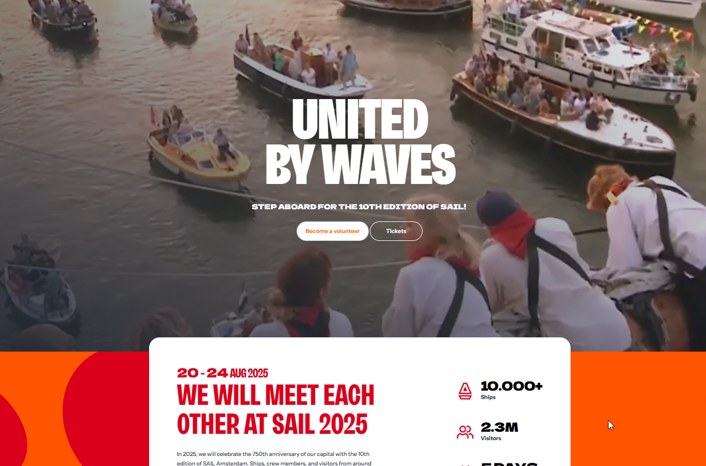 UNITED
BY WAVES
STEP ABOARD FOR THE 10TH EDITION OF SAIL!
Become a volunteer
Tickets
20 - 24 AUG 2025
WE WILL MEET EACH
OTHER AT SAIL 2025
In 2025, we will celebrate the 750th anniversary of our capital with the 10th
edition of SAIL Amsterdam. Ships, crew members, and visitors from around
10.000+
Ships
2.3M
Visitors
5 DAYS